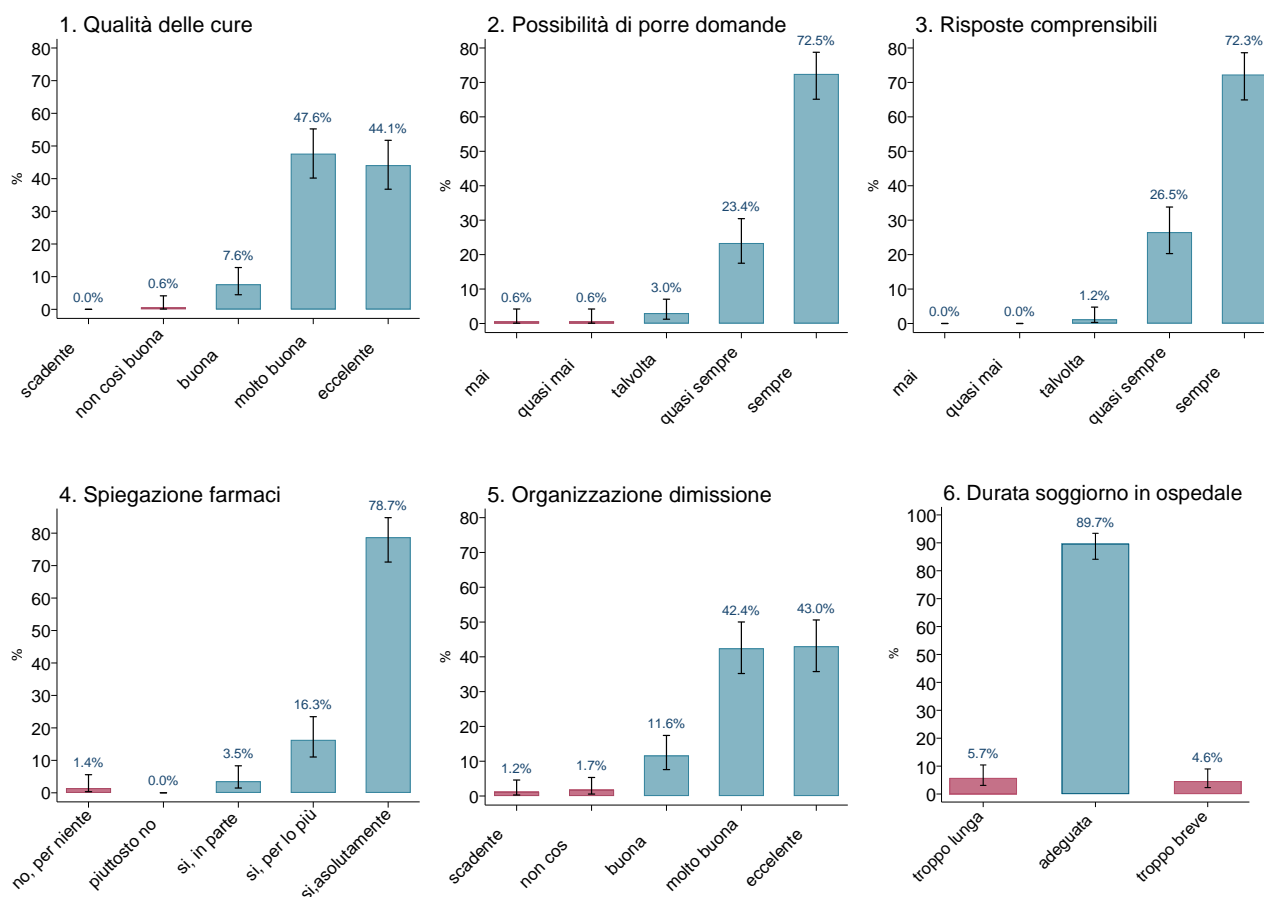 1. Qualità delle cure
80
70
60
50
40
30
20
10
0
%
0.0%
0.6%
7.6%
47.6%
44.1%
scadente
non così buona
buona
molto buona
eccelente
2. Possibilità di porre domande
80
70
60
50
40
30
20
10
0
%
0.6%
0.6%
3.0%
23.4%
72.5%
mai
quasi mai
talvolta
quasi sempre
sempre
3. Risposte comprensibili
80
70
60
50
40
30
20
10
0
%
0.0%
0.0%
1.2%
26.5%
72.3%
mai
quasi mai
talvolta
quasi sempre
sempre
4. Spiegazione farmaci
80
70
60
50
40
30
20
10
0
%
1.4%
0.0%
3.5%
16.3%
78.7%
no, per niente
piuttosto no
si, in parte
si, per lo più
si,asolutamente
5. Organizzazione dimissione
80
70
60
50
40
30
20
10
0
%
1.2%
1.7%
11.6%
42.4%
43.0%
scadente
non cos
buona
molto buona
eccelente
6. Durata soggiorno in ospedale
100
90
80
70
60
50
40
30
20
10
0
%
5.7%
89.7%
4.6%
troppo lunga
adeguata
troppo breve